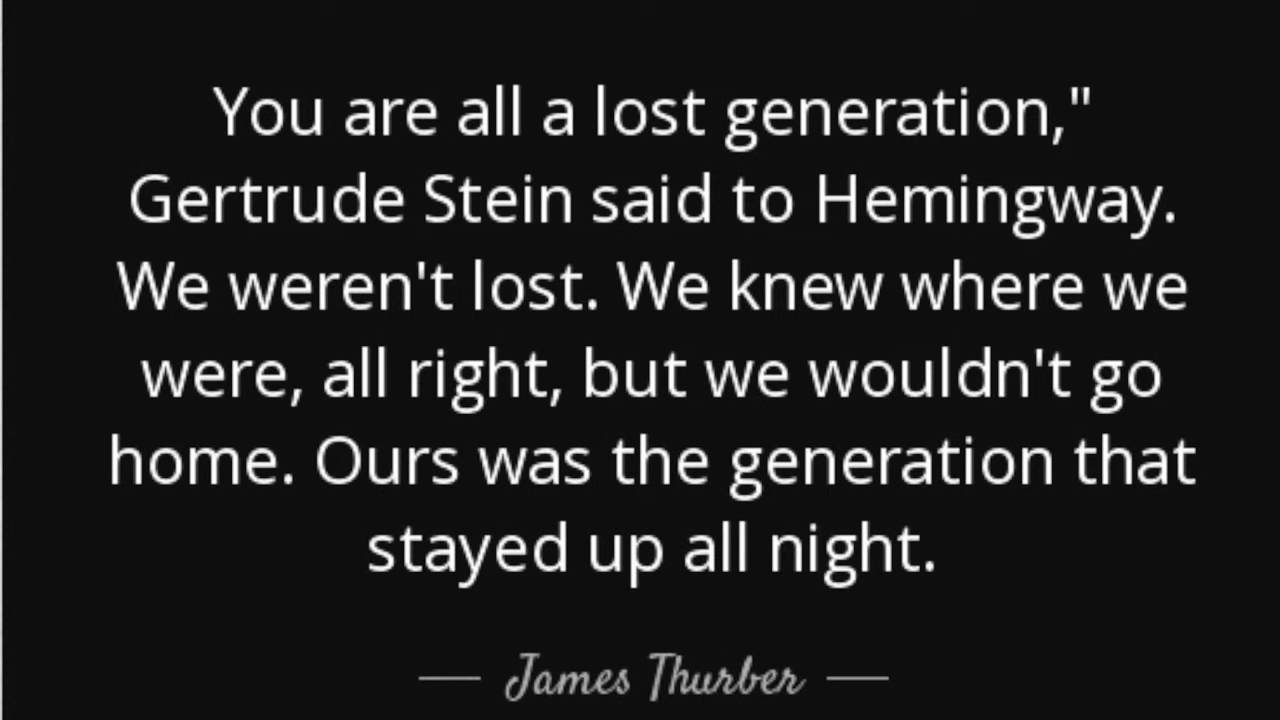 You are all a lost generation,"
Gertrude Stein said to Hemingway.
We weren't lost. We knew where we
were, all right, but we wouldn't go
home. Ours was the generation that
stayed up all night.
James Thurber